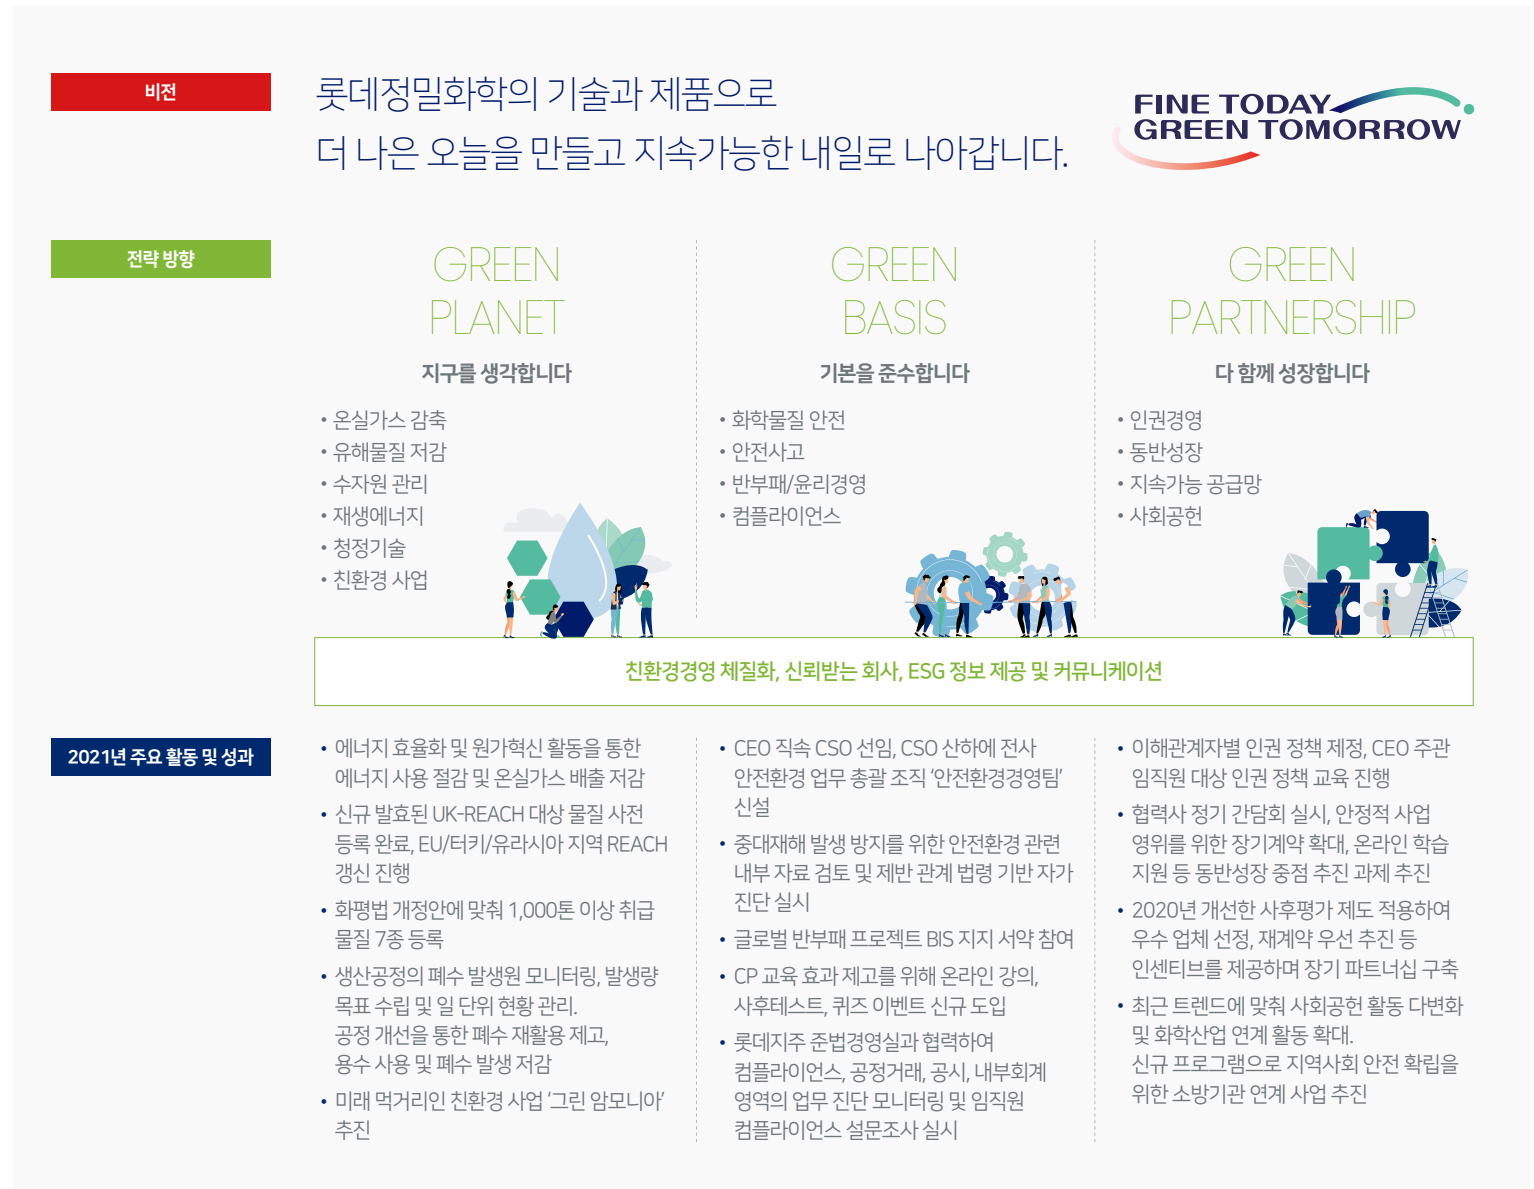 비전
롯데정밀화학의 기술과 제품으로
더 나은 오늘을 만들고 지속가능한 내일로 나아갑니다.
FINE TODAY
GREEN TOMORROW
전략 방향
GREEN
PLANET
지구를 생각합니다
• 온실가스 감축
• 유해물질 저감
• 수자원 관리
• 재생에너지
• 청정기술
• 친환경 사업
GREEN
BASIS
기본을 준수합니다
• 화학물질 안전
• 안전사고
• 반부패/윤리경영
• 컴플라이언스
GREEN
PARTNERSHIP
다 함께 성장합니다
• 인권경영
• 동반성장
• 지속가능 공급망
• 사회공헌
친환경경영 체질화, 신뢰받는 회사, ESG 정보 제공 및 커뮤니케이션
2021년 주요 활동 및 성과
• 에너지 효율화 및 원가혁신 활동을 통한
에너지 사용 절감 및 온실가스 배출 저감
• 신규 발효된 UK-REACH 대상 물질 사전
등록 완료, EU/터키/유라시아 지역 REACH
갱신 진행
• 화평법 개정안에 맞춰 1,000톤 이상 취급
물질 7종 등록
• 생산공정의 폐수 발생원 모니터링, 발생량
목표 수립 및 일 단위 현황 관리.
공정 개선을 통한 폐수 재활용 제고,
용수 사용 및 폐수 발생 저감
• 미래 먹거리인 친환경 사업 ‘그린 암모니아’
추진
• CEO 직속 CSO 선임, CSO 산하에 전사
안전환경 업무 총괄 조직 ‘안전환경경영팀’
신설
• 중대재해 발생 방지를 위한 안전환경 관련
내부 자료 검토 및 제반 관계 법령 기반 자가
진단 실시
• 글로벌 반부패 프로젝트 BIS 지지 서약 참여
• CP 교육 효과 제고를 위해 온라인 강의,
사후테스트, 퀴즈 이벤트 신규 도입
• 롯데지주 준법경영실과 협력하여
컴플라이언스, 공정거래, 공시, 내부회계
영역의 업무 진단 모니터링 및 임직원
컴플라이언스 설문조사 실시
• 이해관계자별 인권 정책 제정, CEO 주관
임직원 대상 인권 정책 교육 진행
• 협력사 정기 간담회 실시, 안정적 사업
영위를 위한 장기계약 확대, 온라인 학습
지원 등 동반성장 중점 추진 과제 추진
• 2020년 개선한 사후평가 제도 적용하여
우수 업체 선정, 재계약 우선 추진 등
인센티브를 제공하며 장기 파트너십 구축
• 최근 트렌드에 맞춰 사회공헌 활동 다변화
및 화학산업 연계 활동 확대.
신규 프로그램으로 지역사회 안전 확립을
위한 소방기관 연계 사업 추진